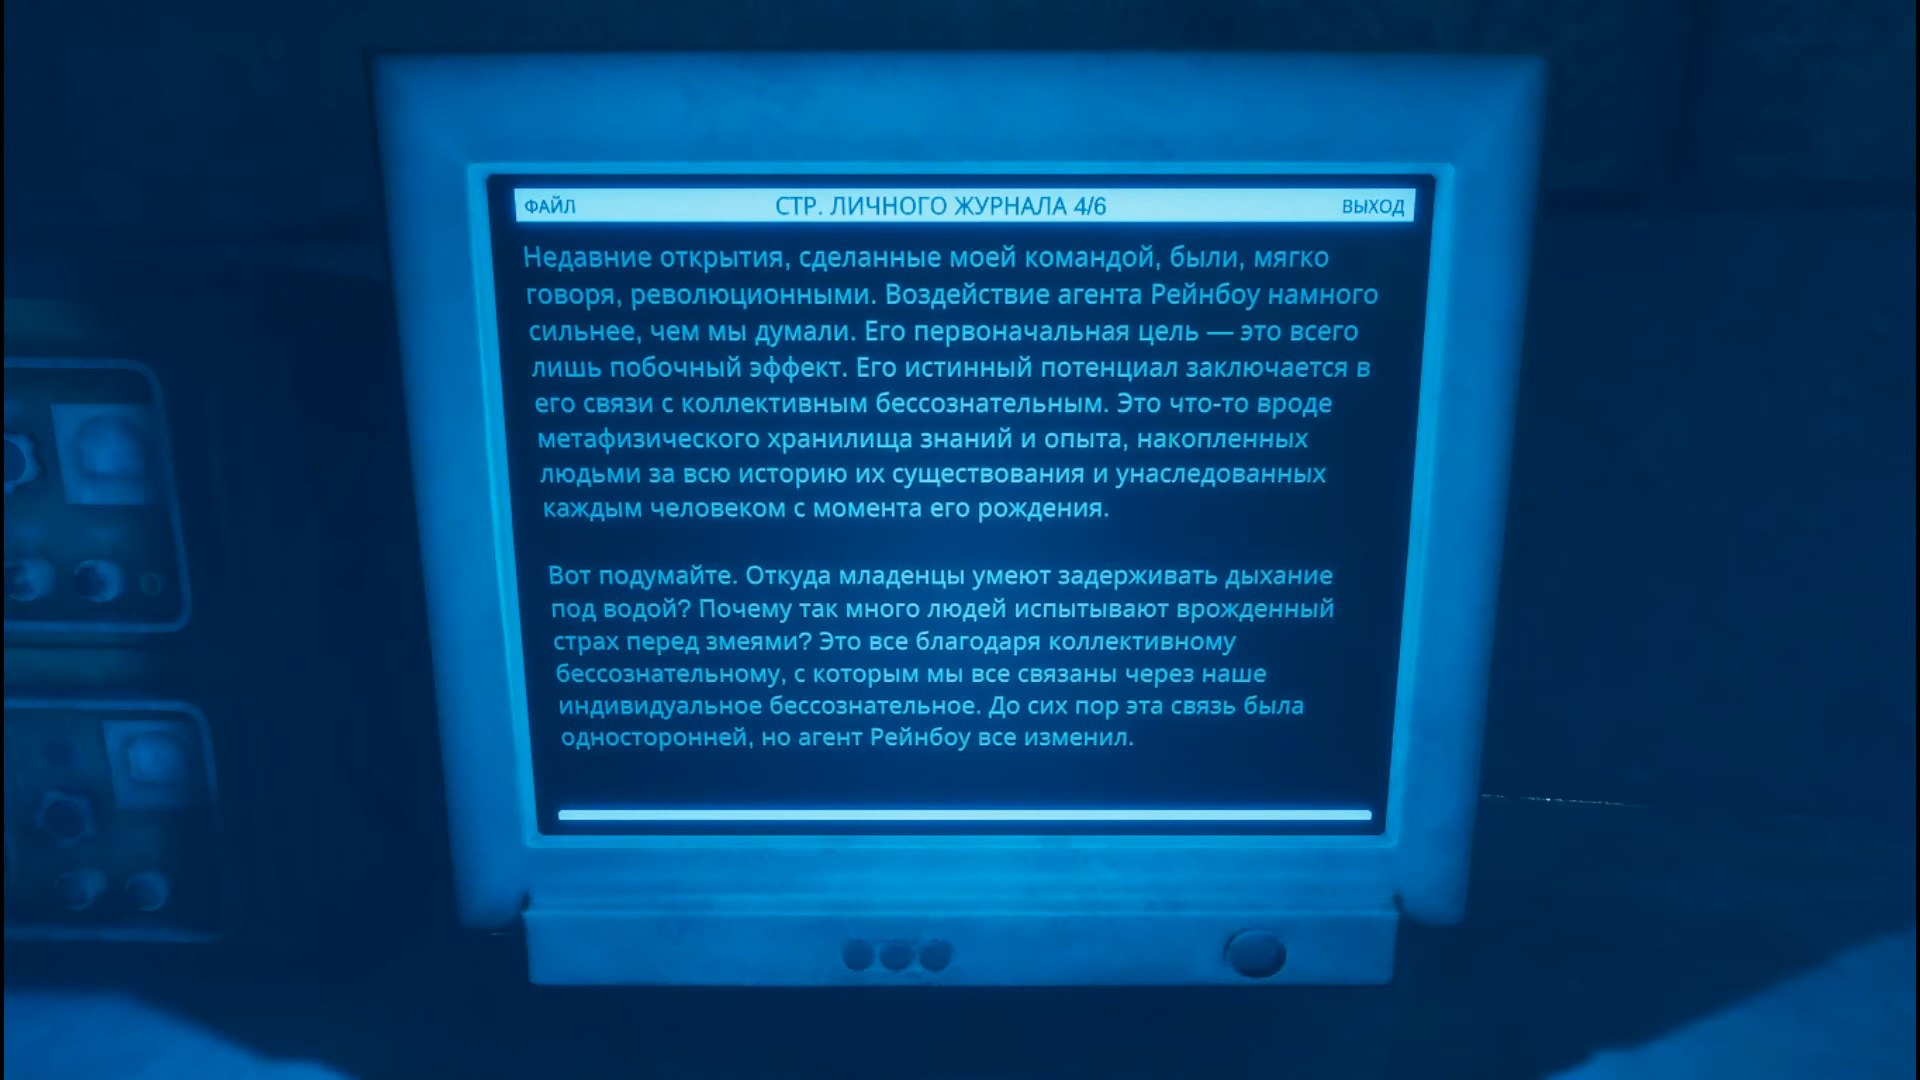 ФАЙЛ СТР. ЛИЧНОГО ЖУРНАЛА 4/6 ВЫХОД
Недавние открытия, сделанные моей командой, были, мягко
говоря, революционными. Воздействие агента Рейнбоу намного
сильнее, чем мы думали. Его первоначальная цель — это всего
лишь побочный эффект. Его истинный потенциал заключается в
его связи с коллективным бессознательным. Это что-то вроде
метафизического хранилища знаний и опыта, накопленных
людьми за всю историю их существования и унаследованных
каждым человеком с момента его рождения.
Вот подумайте. Откуда младенцы умеют задерживать дыхание
под водой? Почему так много людей испытывают врожденный
страх перед змеями? Это все благодаря коллективному
бессознательному, с которым мы все связаны через наше
индивидуальное бессознательное. До сих пор эта связь была
односторонней, но агент Рейнбоу все изменил.